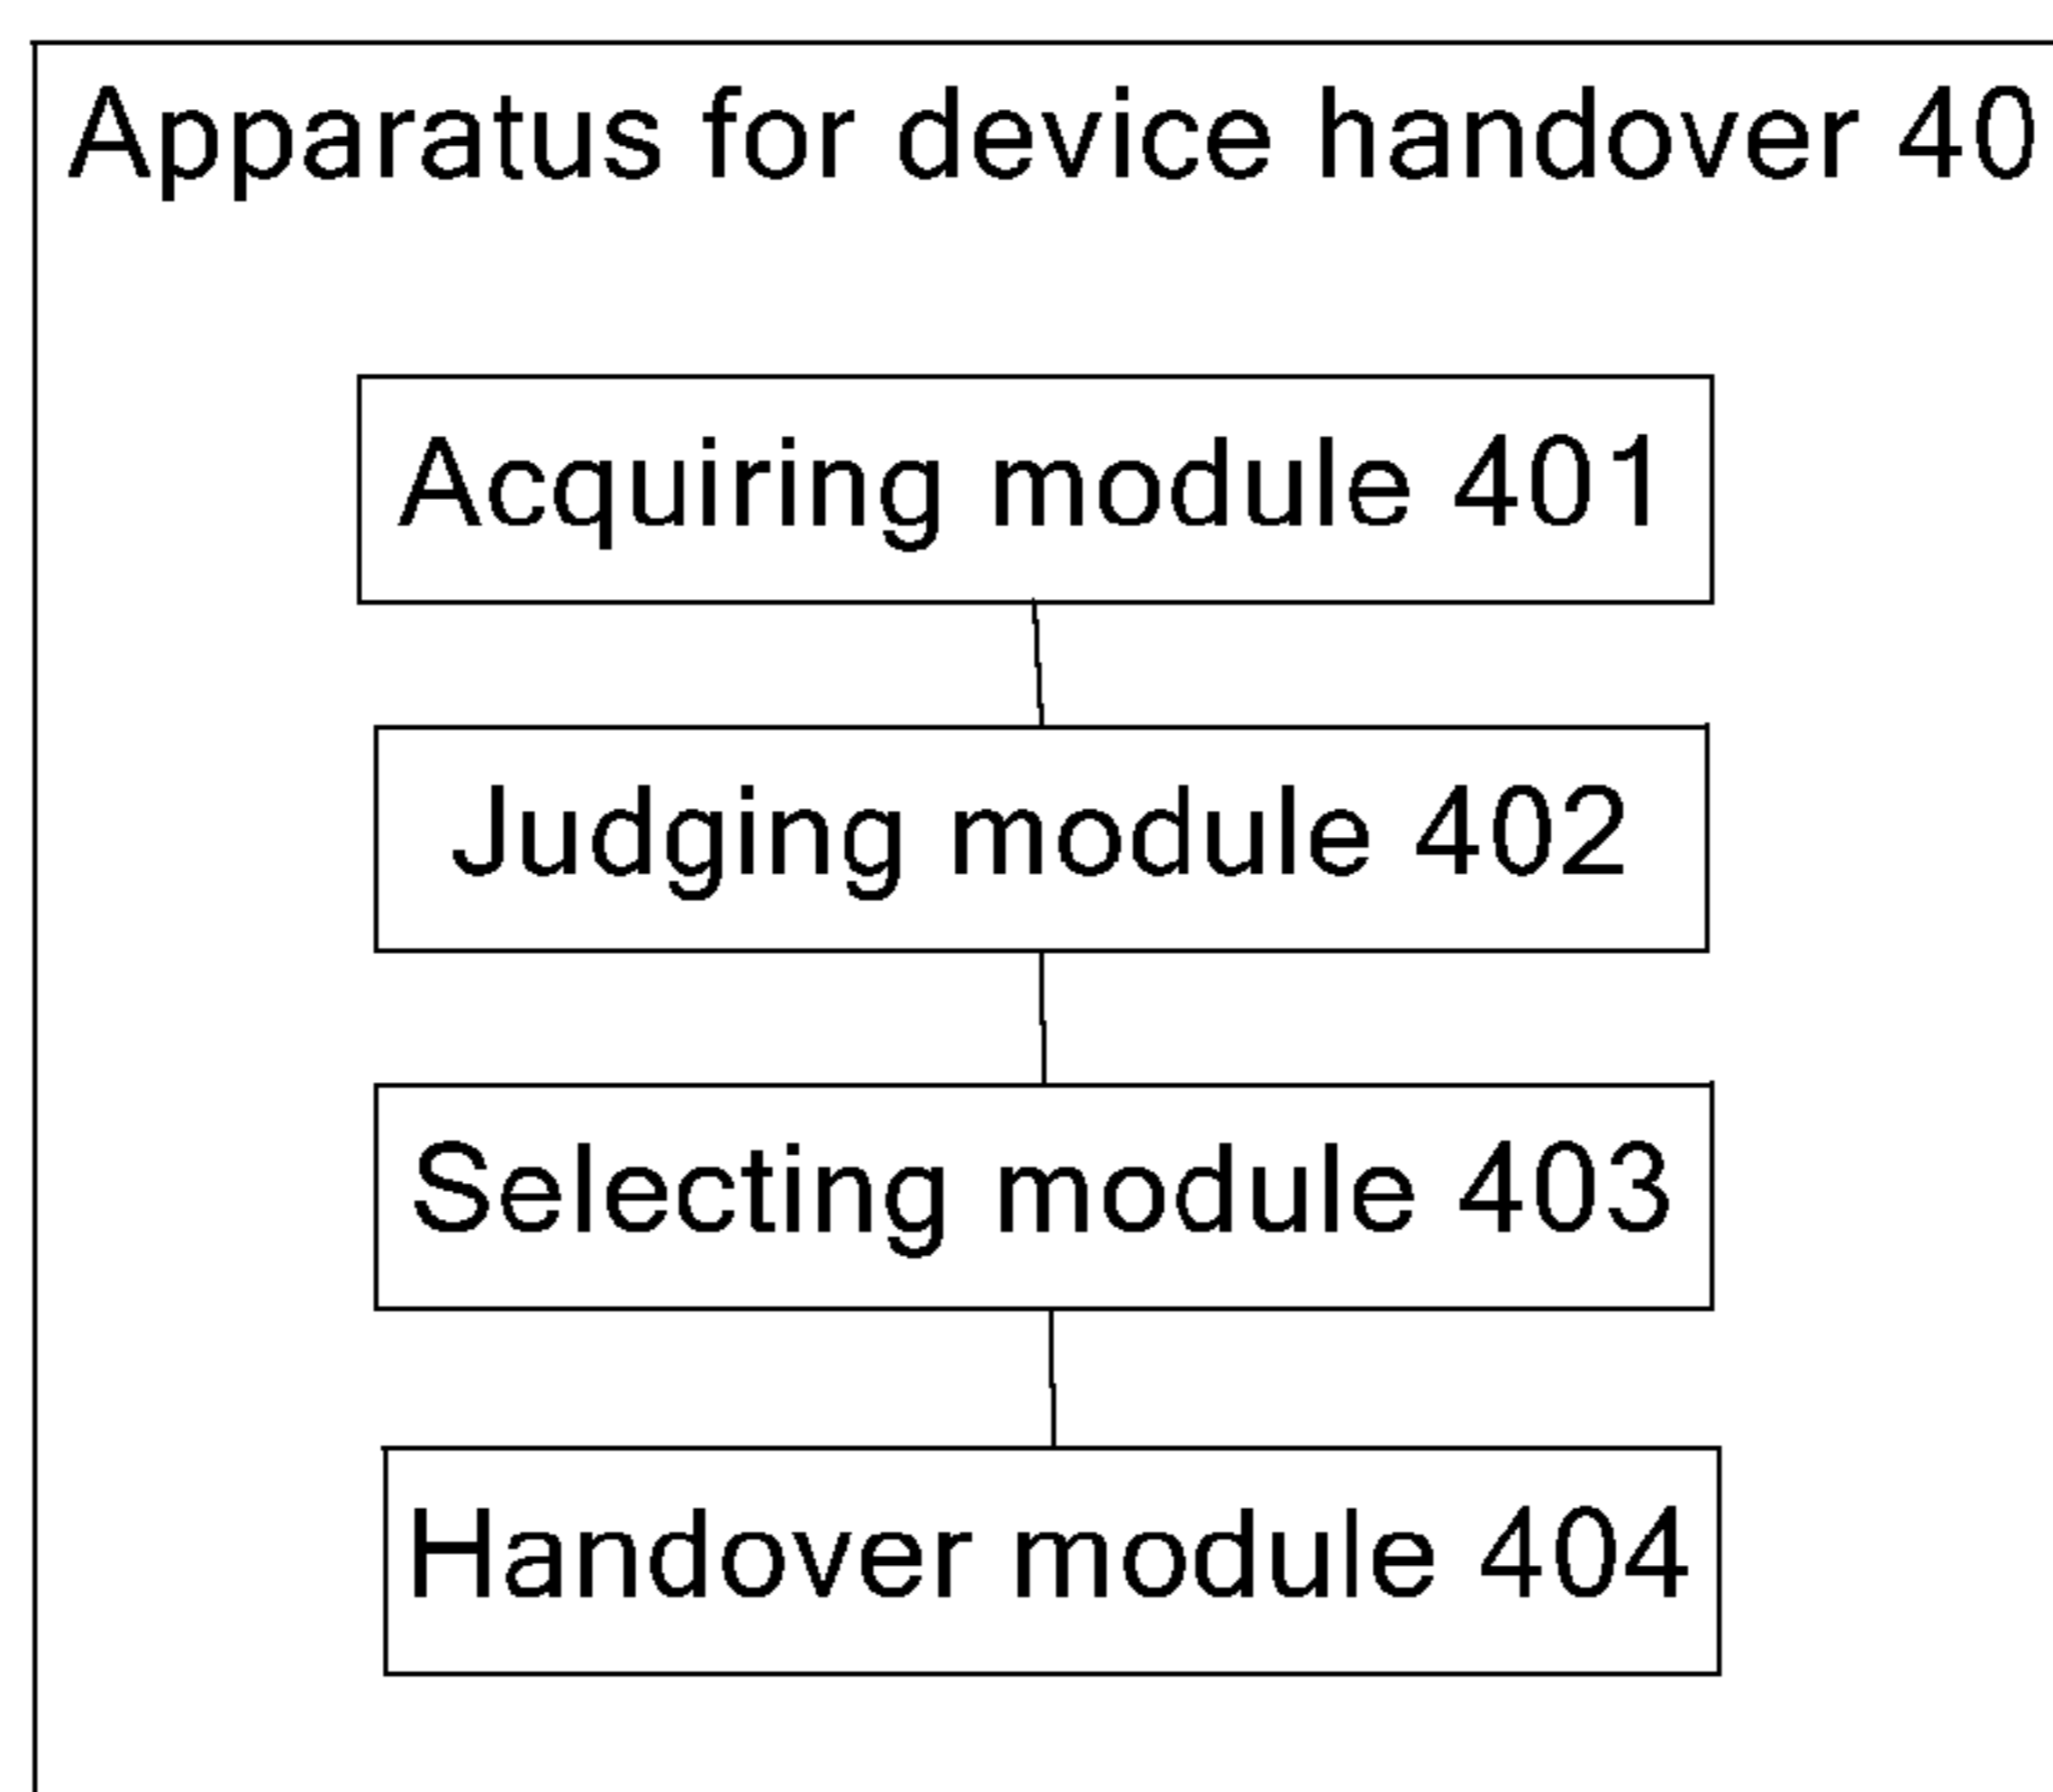 Apparatus for device handover 40
Acquiring module 401
Judging module 402
Selecting module 403
Handover module 404